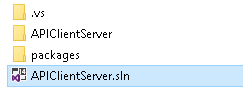 .vs
APIClientServer
packages
APIClientServer.sln